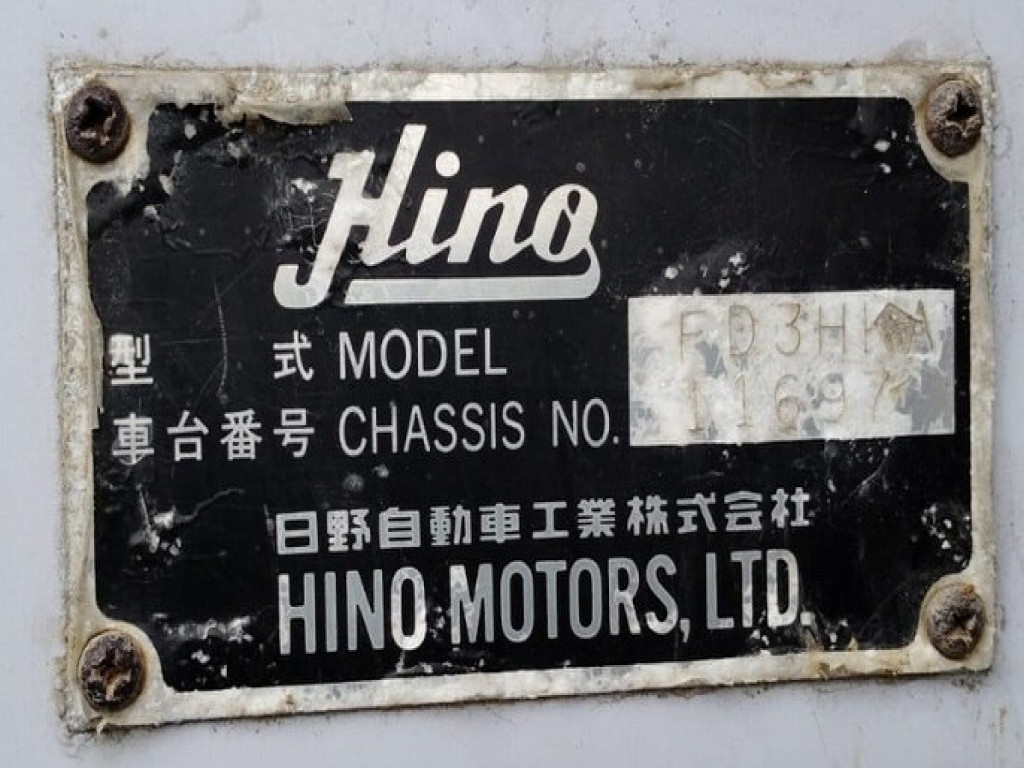 Hino
型 式 MODEL
車台番号 CHASSIS NO. 11697
日野自動車工業株式会社
HINO MOTORS, LTD.